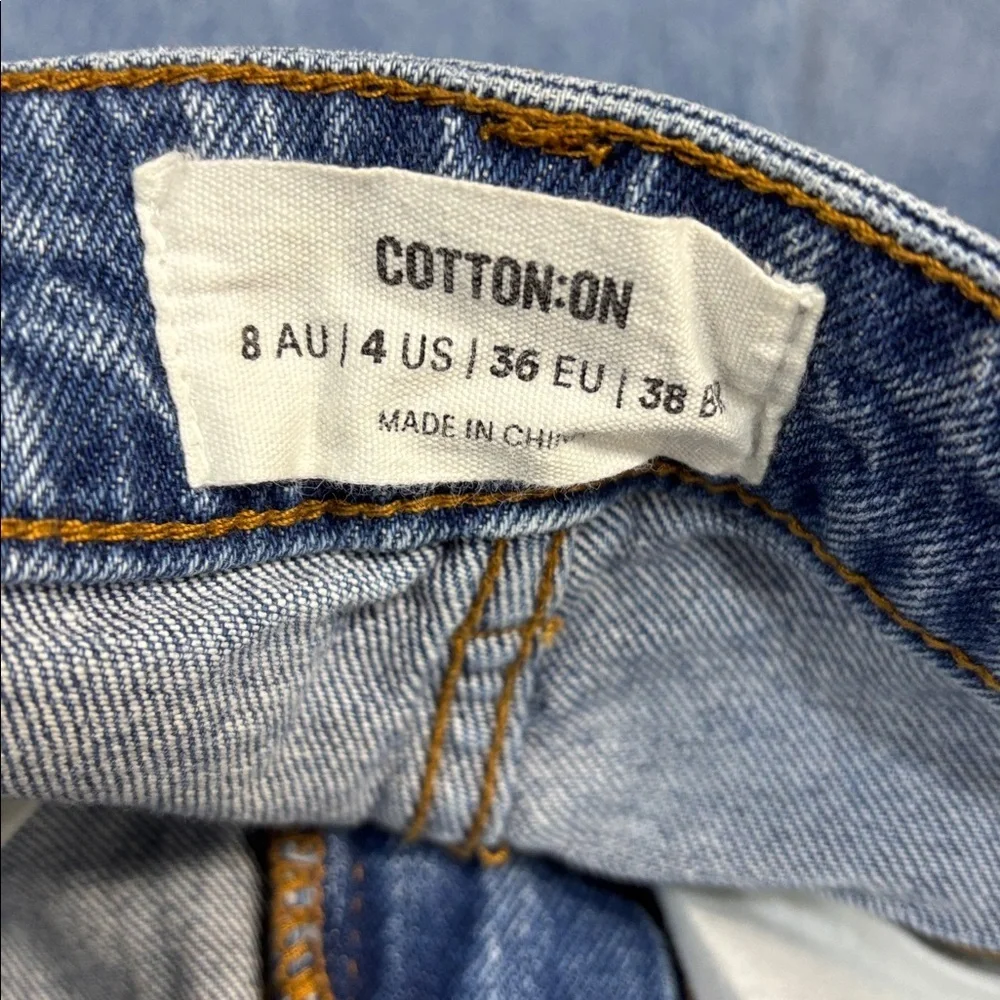 COTTON:ON
8 AU | 4 US | 36 EU | 38
MADE IN